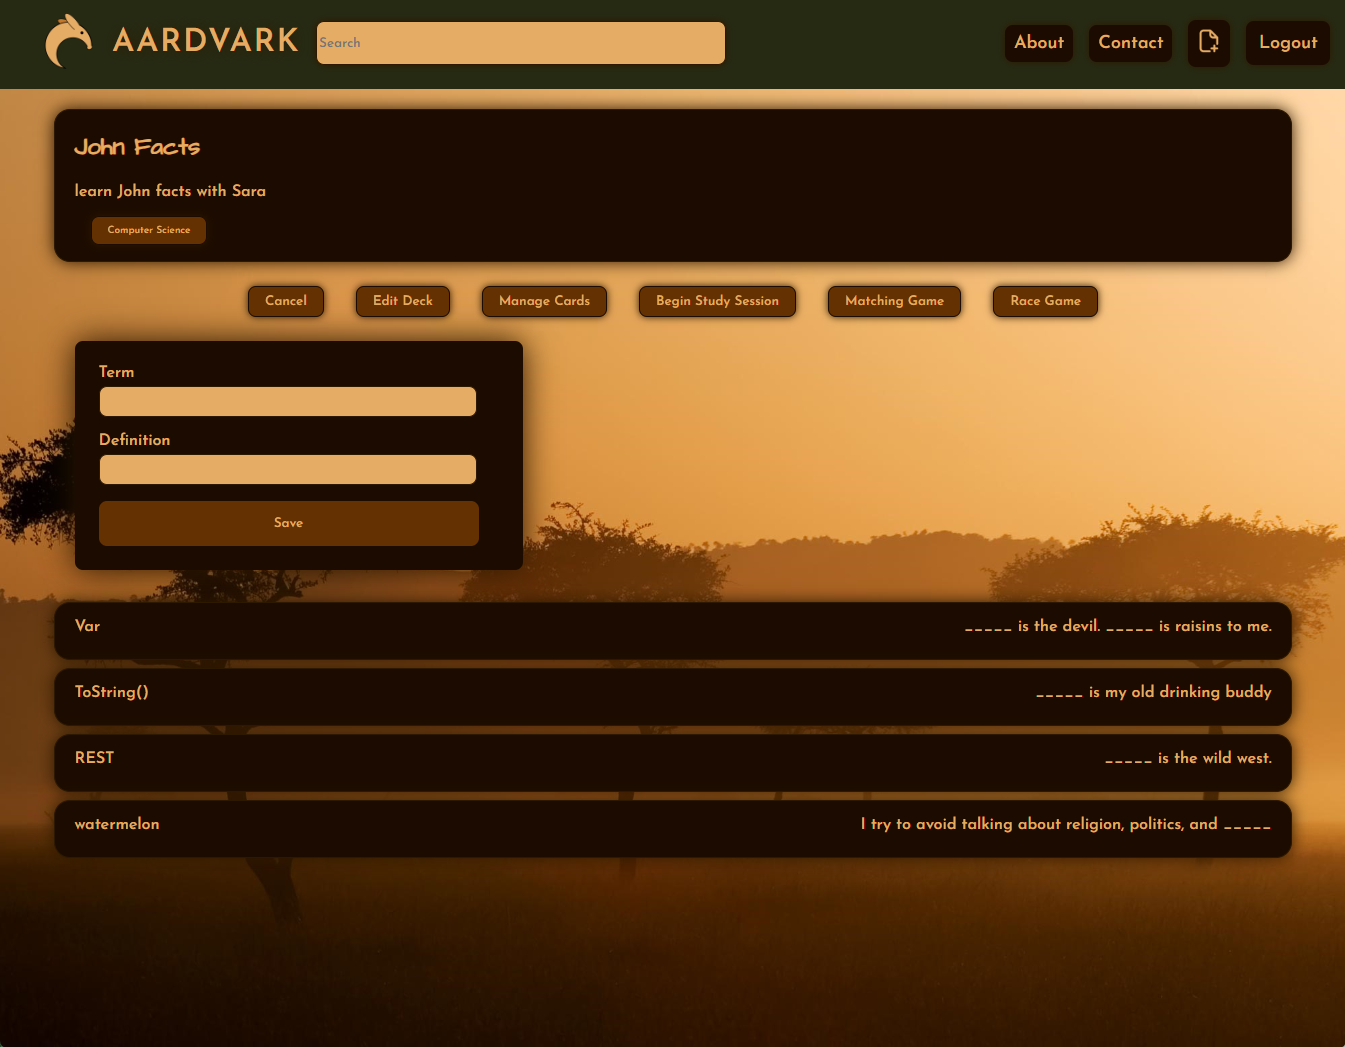 AARDVARK
Search
About
Contact
Logout
John Facts
learn John facts with Sara
Computer Science
Cancel
Edit Deck
Manage Cards
Begin Study Session
Matching Game
Race Game
Term
Definition
Save
Var
_____ is the devil. _____ is raisins to me.
ToString()
_____ is my old drinking buddy
REST
_____ is the wild west.
watermelon
I try to avoid talking about religion, politics, and _____